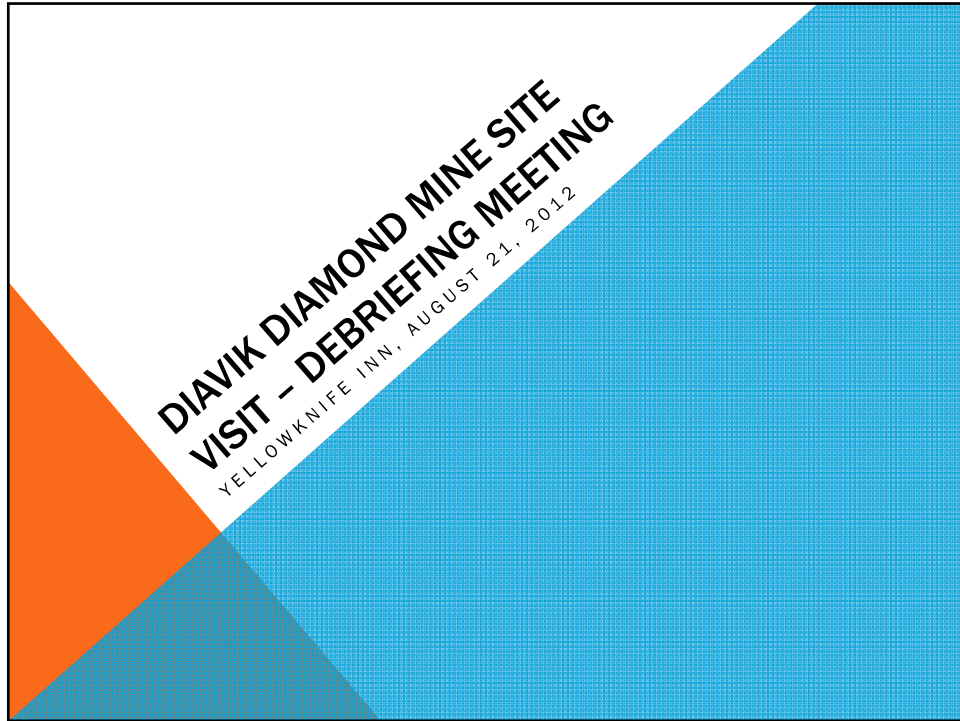 DIAVIK DIAMOND MINE SITE
VISIT – DEBRIEFING MEETING
YELLOWKNIFE INN, AUGUST 21, 2012